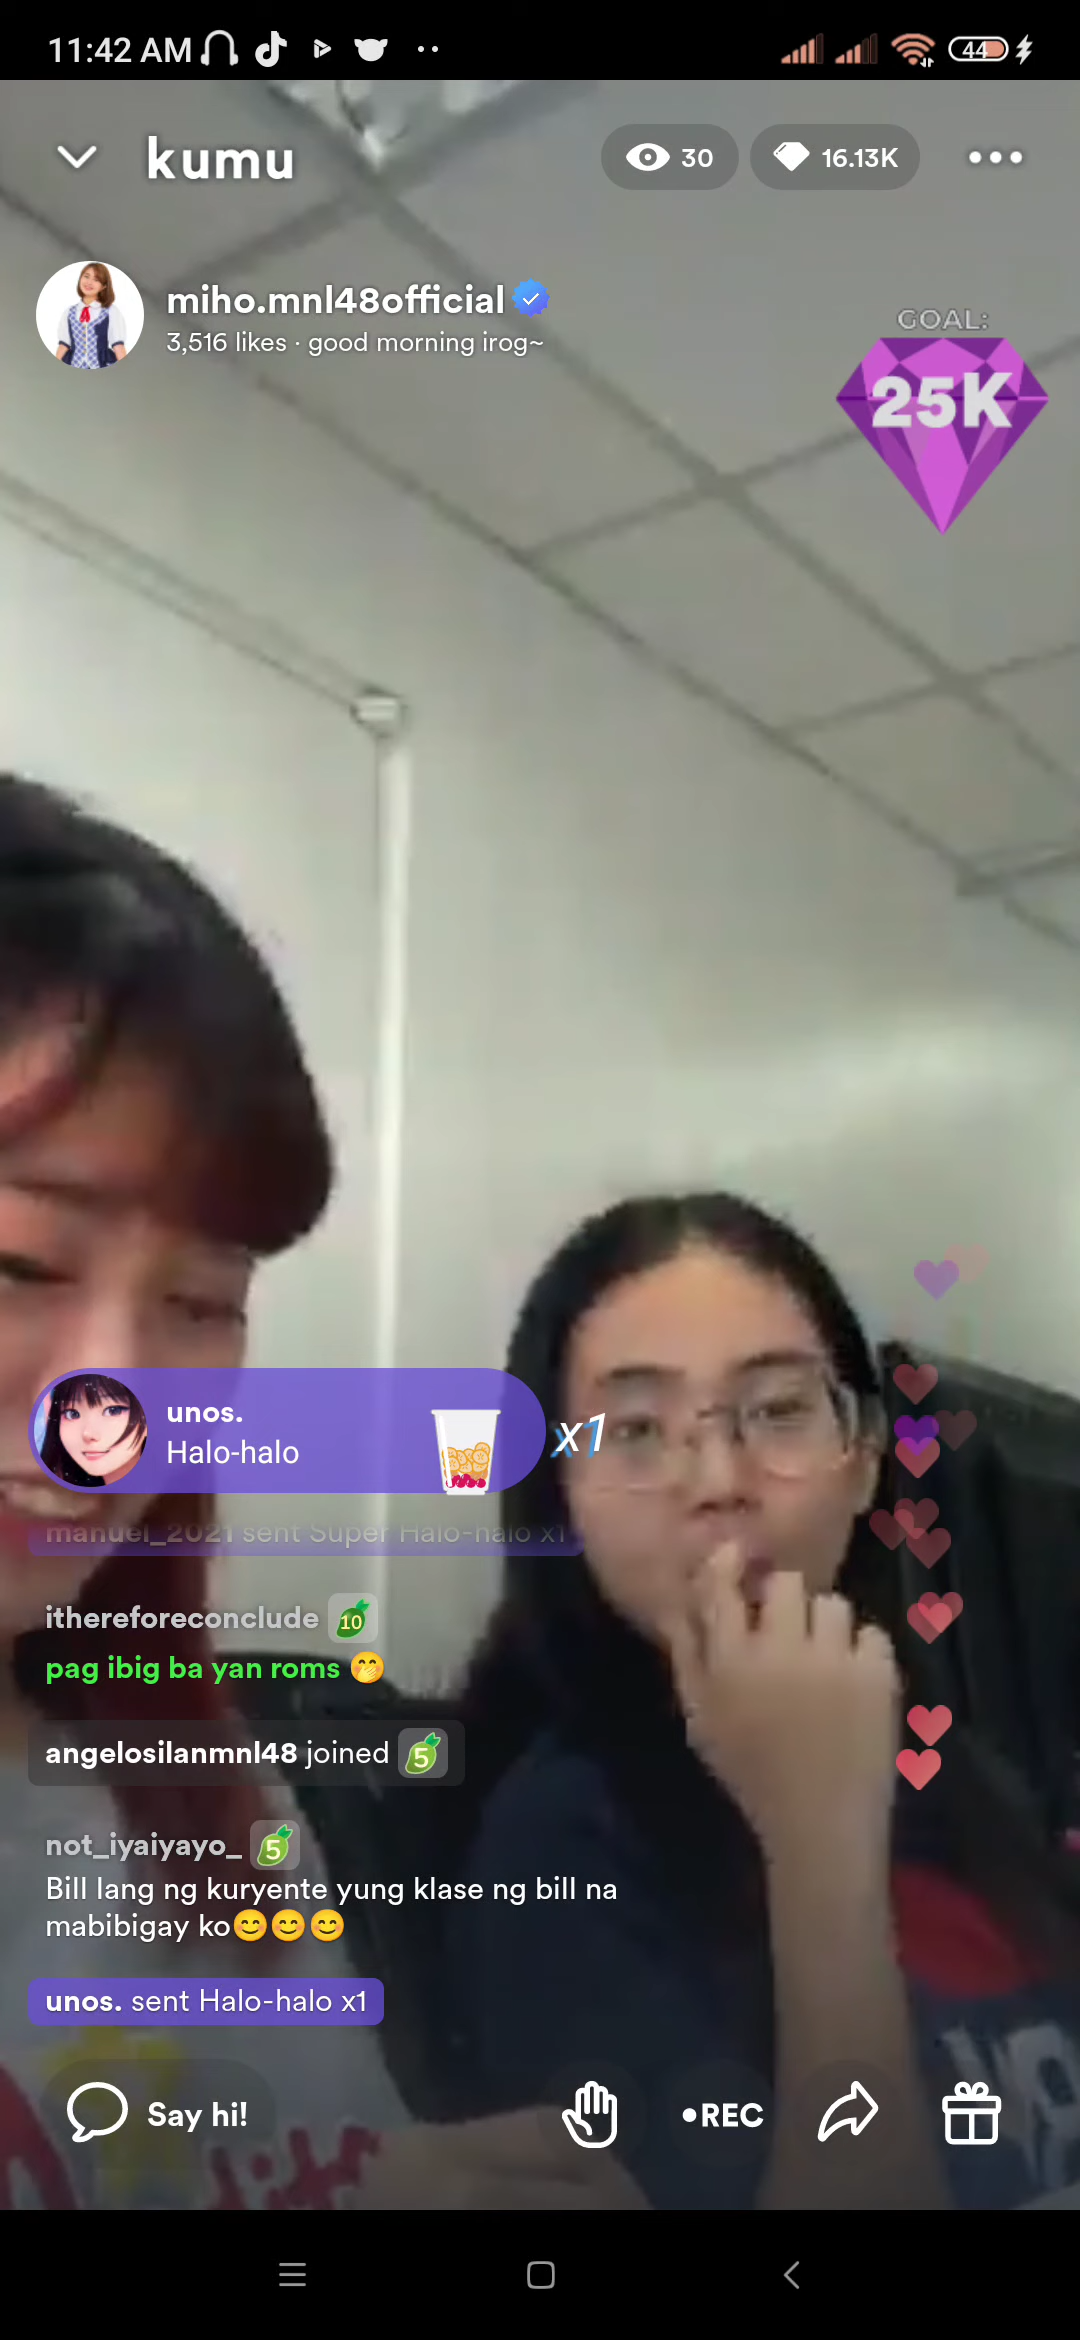 11:42 AM
44
kumu
30
16.13K
miho.mnl48official
3,516 likes · good morning irog~
GOAL:
25K
unos.
Halo-halo
x1
manuel_2021 sent Super Halo-halo x1
ithereforeconclude 10
pag ibig ba yan roms 🤭
angelosilanmnl48 joined 5
not_iyaiyayo_ 5
Bill lang ng kuryente yung klase ng bill na
mabibigay ko😊😊😊
unos. sent Halo-halo x1
Say hi!
•REC